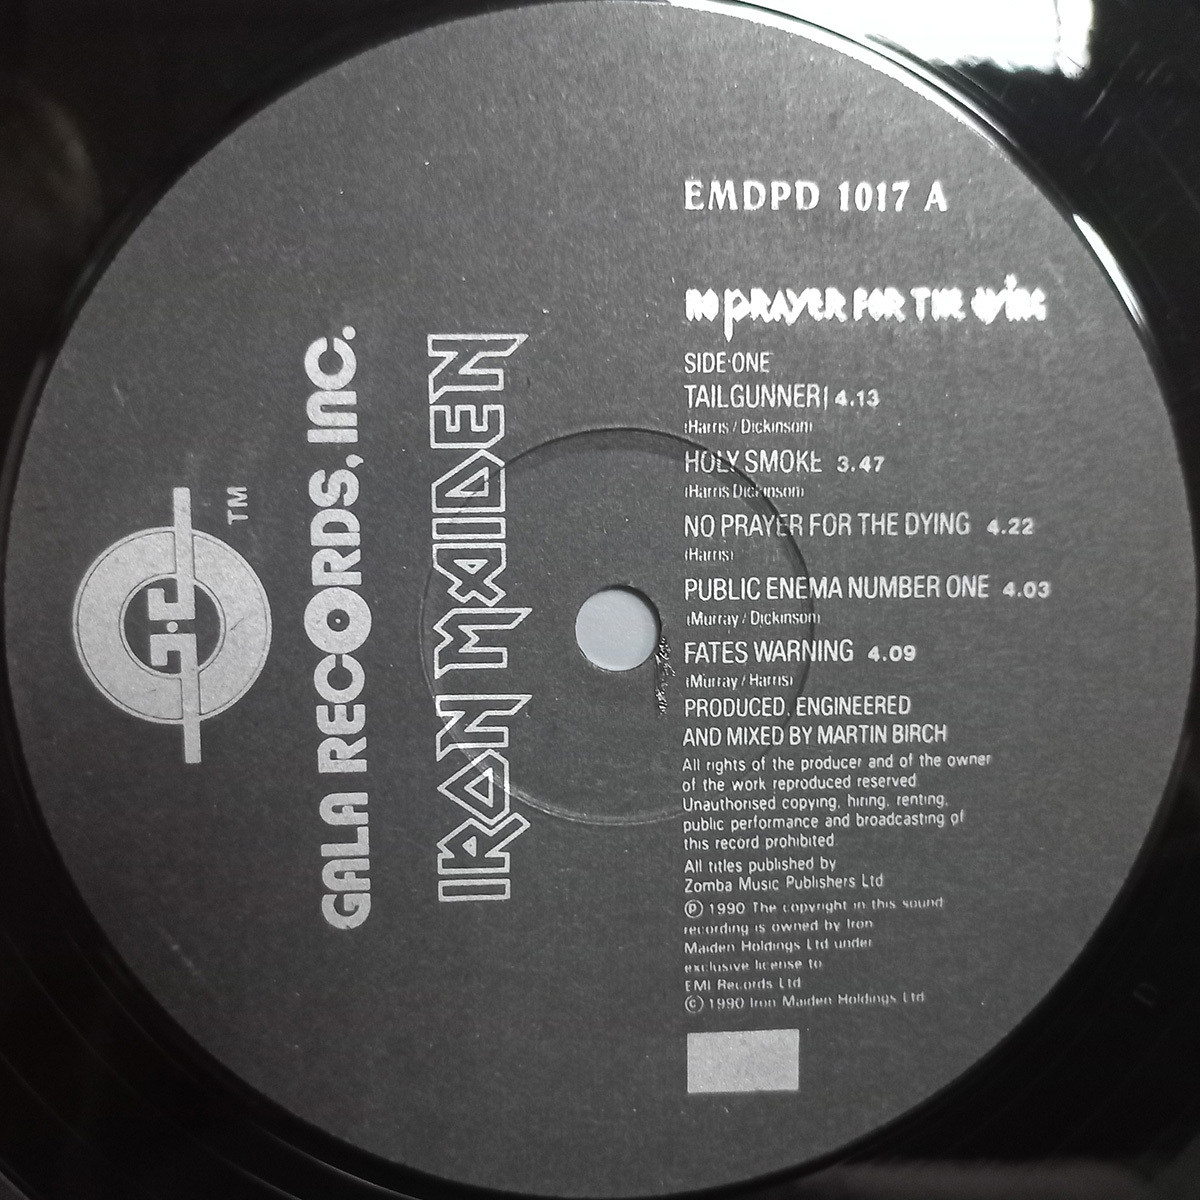 G.C
TM
GALA RECORDS, INC.
IRON MAIDEN
EMDPD 1017 A
NO PRAYER FOR THE DYING
SIDE ONE
TAILGUNNER 4.13
(Harris / Dickinson)
HOLY SMOKE 3.47
(Harris Dickinson)
NO PRAYER FOR THE DYING 4.22
(Harris)
PUBLIC ENEMA NUMBER ONE 4.03
(Murray / Dickinson)
FATES WARNING 4.09
(Murray / Harris)
PRODUCED, ENGINEERED
AND MIXED BY MARTIN BIRCH
All rights of the producer and of the owner
of the work reproduced reserved
Unauthorised copying, hiring, renting,
public performance and broadcasting of
this record prohibited
All titles published by
Zomba Music Publishers Ltd
℗ 1990 The copyright in this sound
recording is owned by Iron
Maiden Holdings Ltd under
exclusive license to
EMI Records Ltd
© 1990 Iron Maiden Holdings Ltd